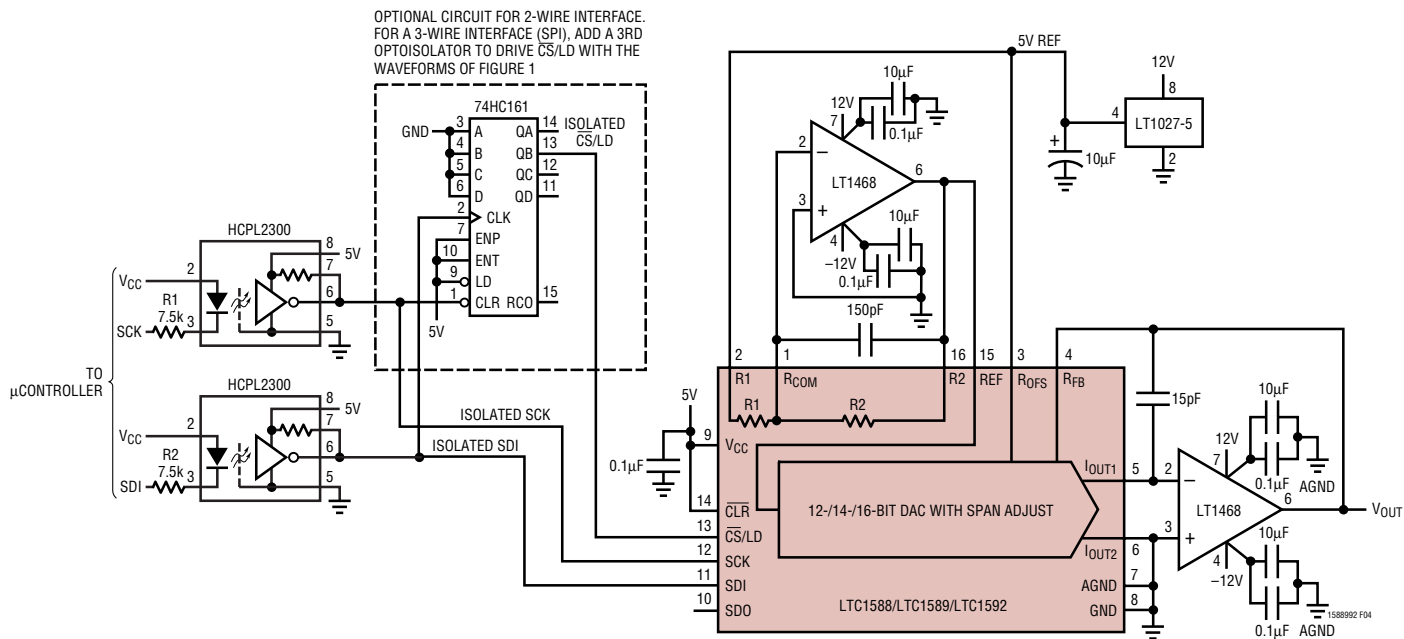 OPTIONAL CIRCUIT FOR 2-WIRE INTERFACE.
FOR A 3-WIRE INTERFACE (SPI), ADD A 3RD
OPTOISOLATOR TO DRIVE C̅S̅/LD WITH THE
WAVEFORMS OF FIGURE 1
74HC161
GND
3 A QA 14 ISOLATED
C̅S̅/LD
4 B QB 13
5 C QC 12
6 D QD 11
2 CLK
7 ENP
10 ENT
9 LD
1 CLR RCO 15
5V
HCPL2300
8 5V
7
6
5
2
VCC
R1
7.5k
3
SCK
TO
µCONTROLLER
HCPL2300
8 5V
7
6
5
2
VCC
R2
7.5k
3
SDI
ISOLATED SCK
ISOLATED SDI
5V REF
12V
8
4 LT1027-5
2
+
10µF
10µF
12V
7
0.1µF
2 –
LT1468
6
3 +
4
–12V
10µF
0.1µF
150pF
2 1 16 15 3 4
R1 RCOM R2 REF ROFS RFB
R1 R2
5V
9 VCC
0.1µF
14 C̅L̅R̅
13 C̅S̅/LD
12 SCK
11 SDI
10 SDO
12-/14-/16-BIT DAC WITH SPAN ADJUST
LTC1588/LTC1589/LTC1592
IOUT1 5
IOUT2 6
AGND 7
GND 8
15pF
10µF
12V
7
0.1µF AGND
2 –
LT1468
6
VOUT
3 +
4
–12V
10µF
0.1µF AGND
1588992 F04